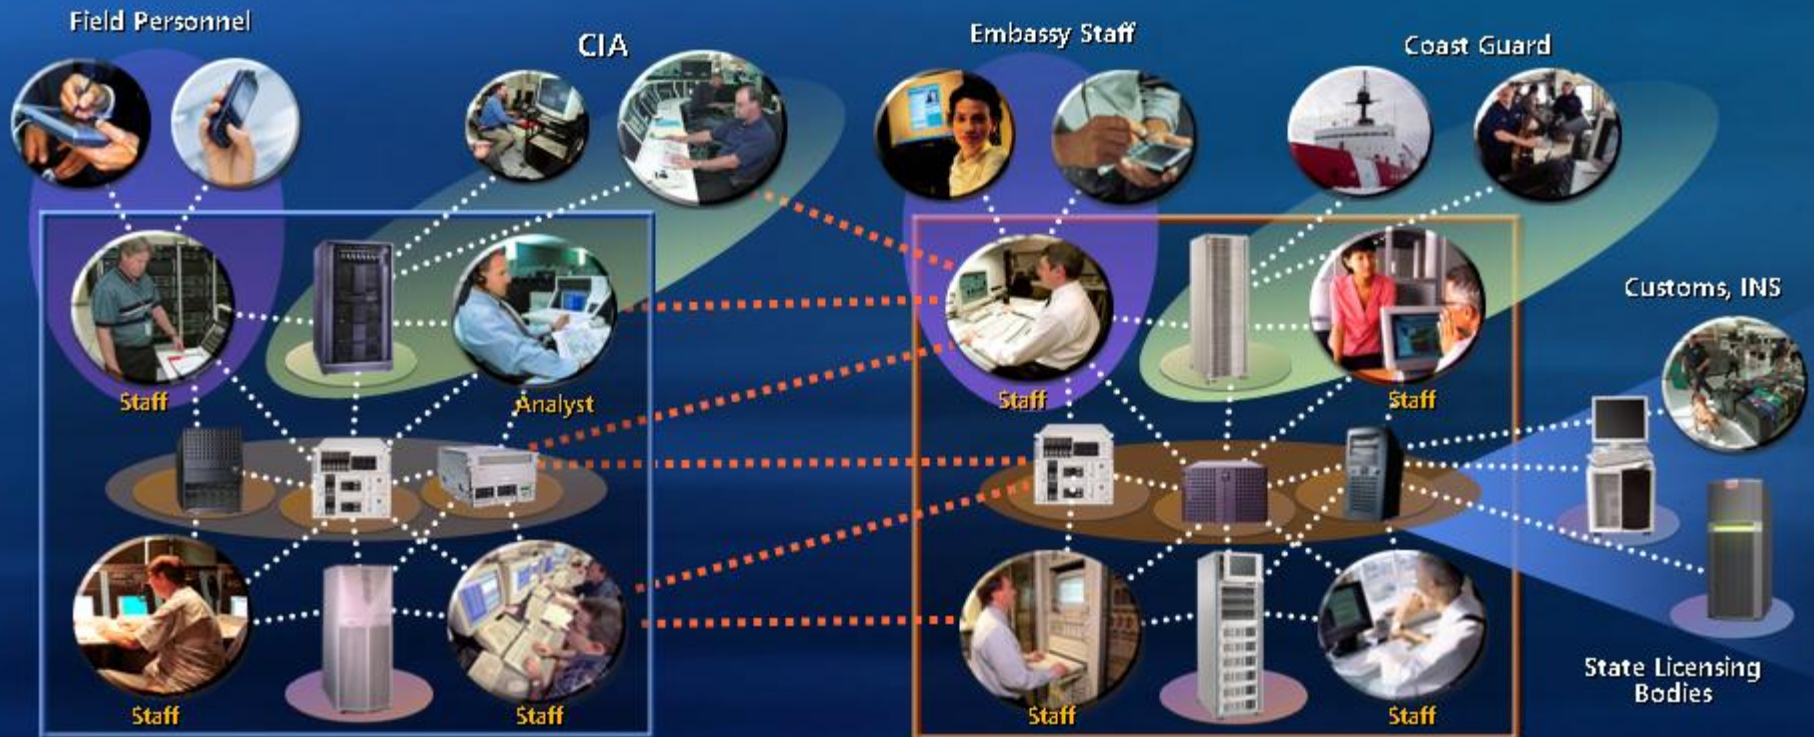 Field Personnel
CIA
Embassy Staff
Coast Guard
Customs, INS
Staff
Analyst
Staff
Staff
State Licensing
Bodies
Staff
Staff
Staff
Staff